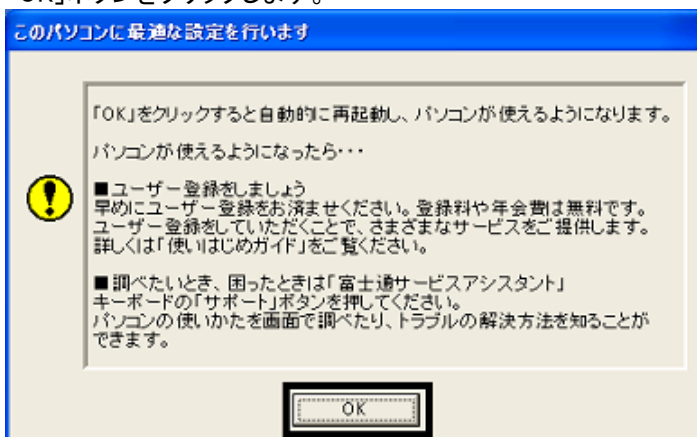 OK」ボタンをクリックします。
このパソコンに最適な設定を行います
「OK」をクリックすると自動的に再起動し、パソコンが使えるようになります。
パソコンが使えるようになったら・・・
■ユーザー登録をしましょう
早めにユーザー登録をお済ませください。登録料や年会費は無料です。
ユーザー登録をしていただくことで、さまざまなサービスをご提供します。
詳しくは「使いはじめガイド」をご覧ください。
■調べたいとき、困ったときは「富士通サービスアシスタント」
キーボードの「サポート」ボタンを押してください。
パソコンの使いかたを画面で調べたり、トラブルの解決方法を知ることが
できます。
OK